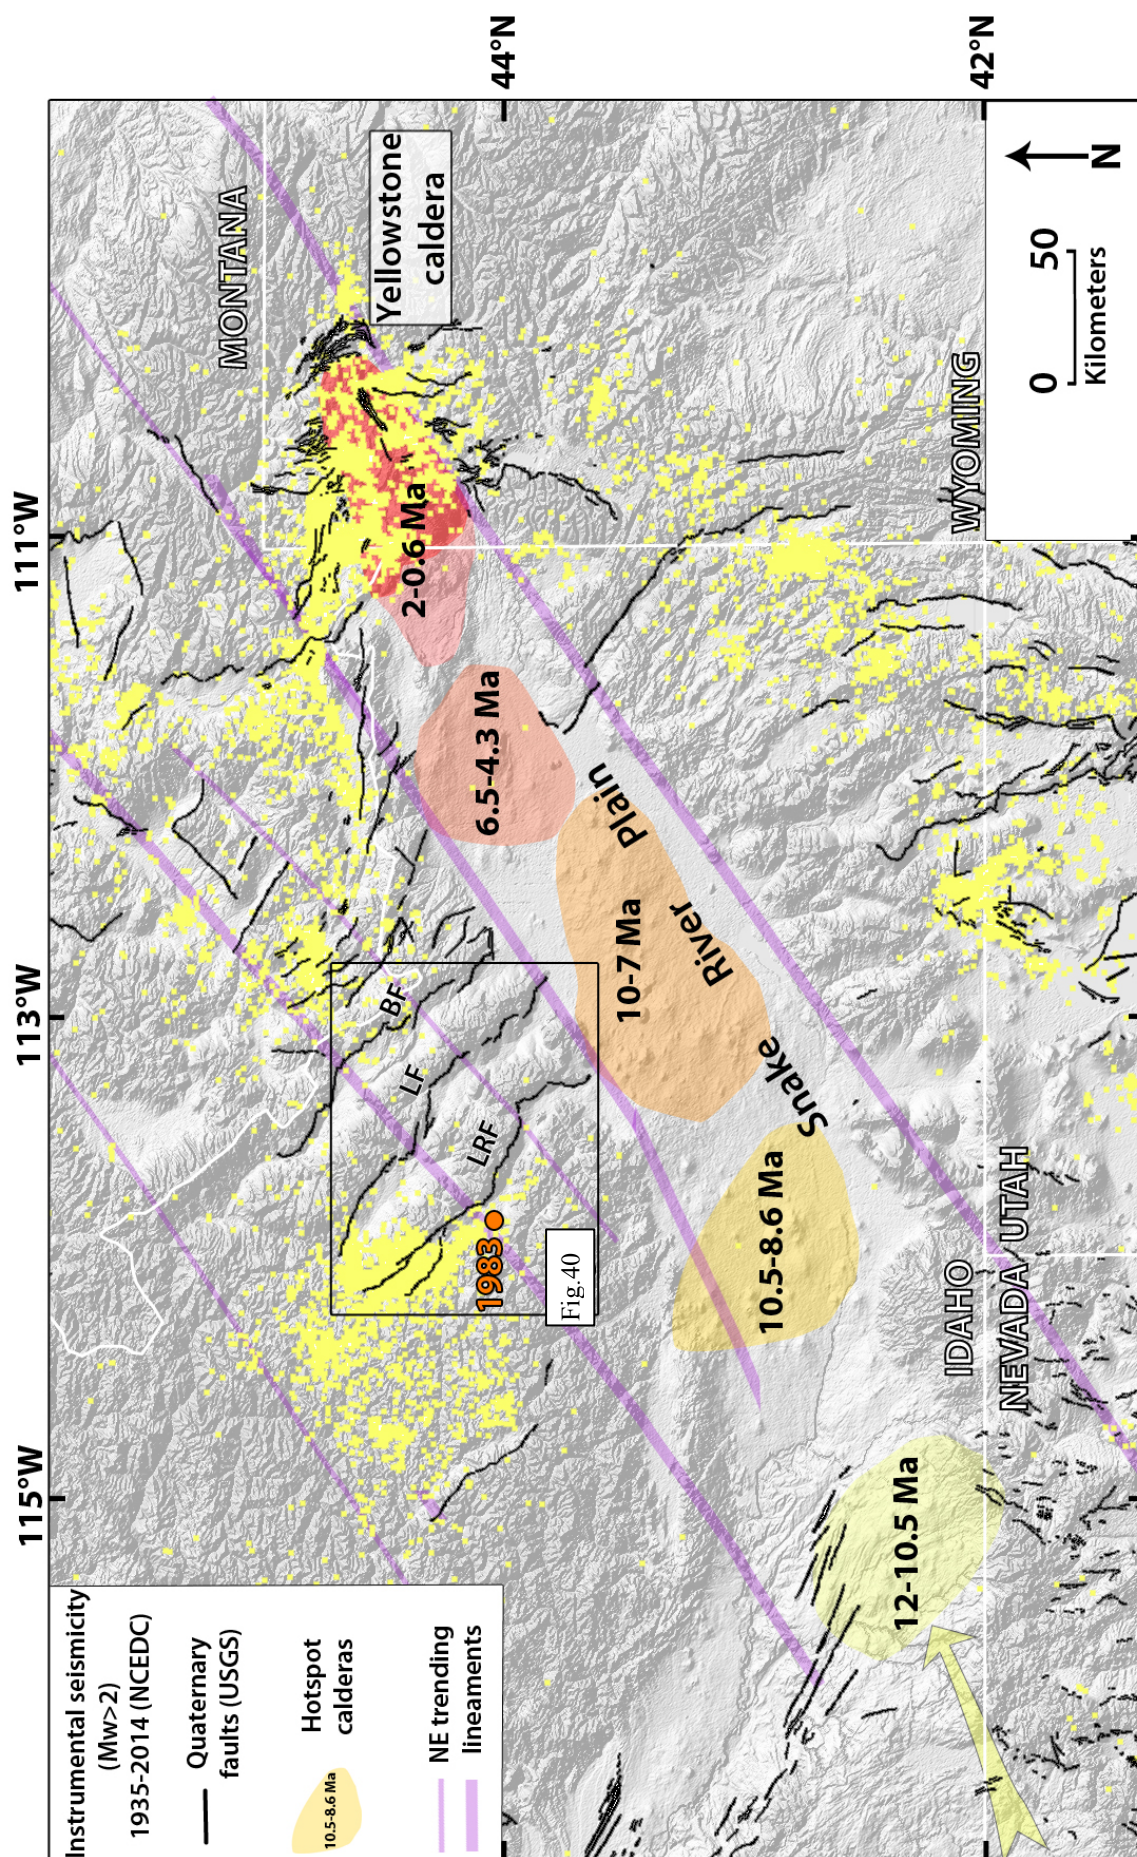 115°W
113°W
111°W
44°N
42°N
Instrumental seismicity
(Mw>2)
1935-2014 (NCEDC)
Quaternary
faults (USGS)
10.5-8.6 Ma
Hotspot
calderas
NE trending
lineaments
MONTANA
Yellowstone
caldera
2-0.6 Ma
6.5-4.3 Ma
10-7 Ma
10.5-8.6 Ma
12-10.5 Ma
Snake
River
Plain
BF
LF
LRF
1983
Fig.40
IDAHO
NEVADA
UTAH
WYOMING
0
50
Kilometers
N